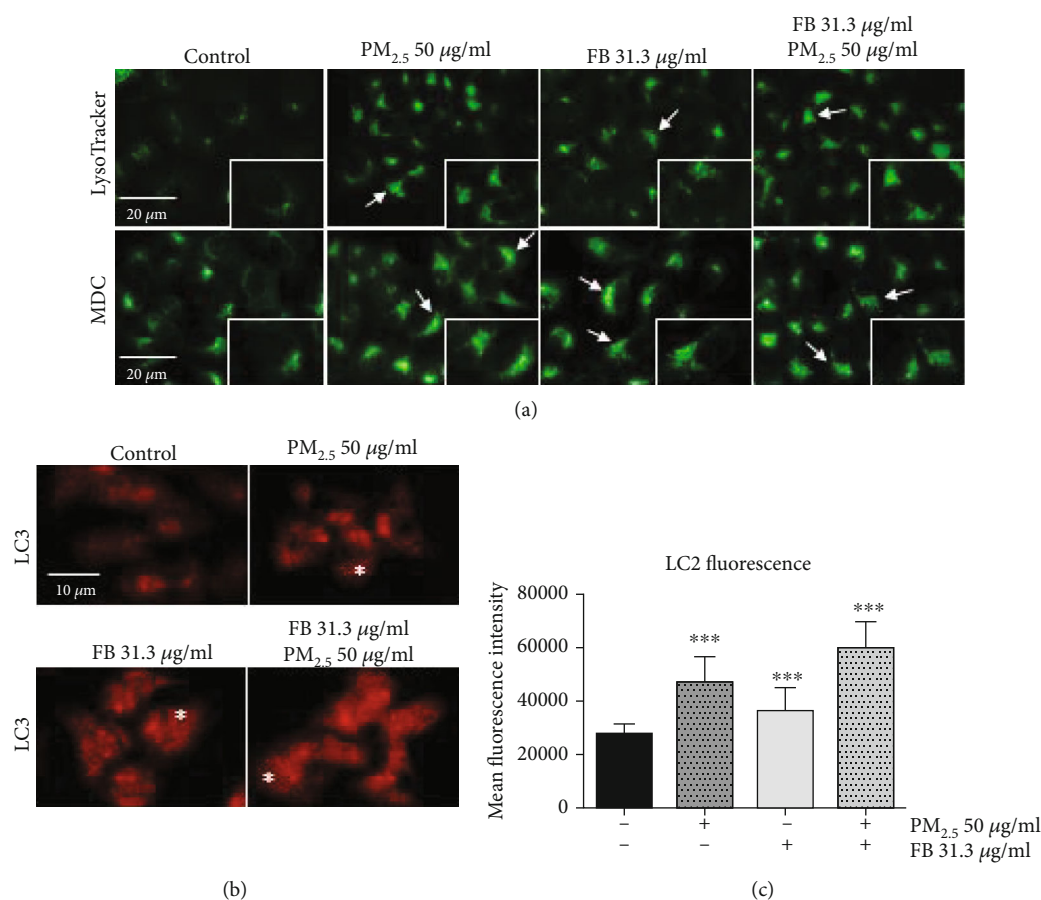 FB 31.3 μg/ml
Control PM2.5 50 μg/ml FB 31.3 μg/ml PM2.5 50 μg/ml
LysoTracker
20 μm
MDC
20 μm
(a)
Control PM2.5 50 μg/ml
LC3
10 μm
FB 31.3 μg/ml
FB 31.3 μg/ml PM2.5 50 μg/ml
LC3
(b)
LC2 fluorescence
Mean fluorescence intensity
80000
60000
40000
20000
0
*** *** ***
– + – + PM2.5 50 μg/ml
– – + + FB 31.3 μg/ml
(c)